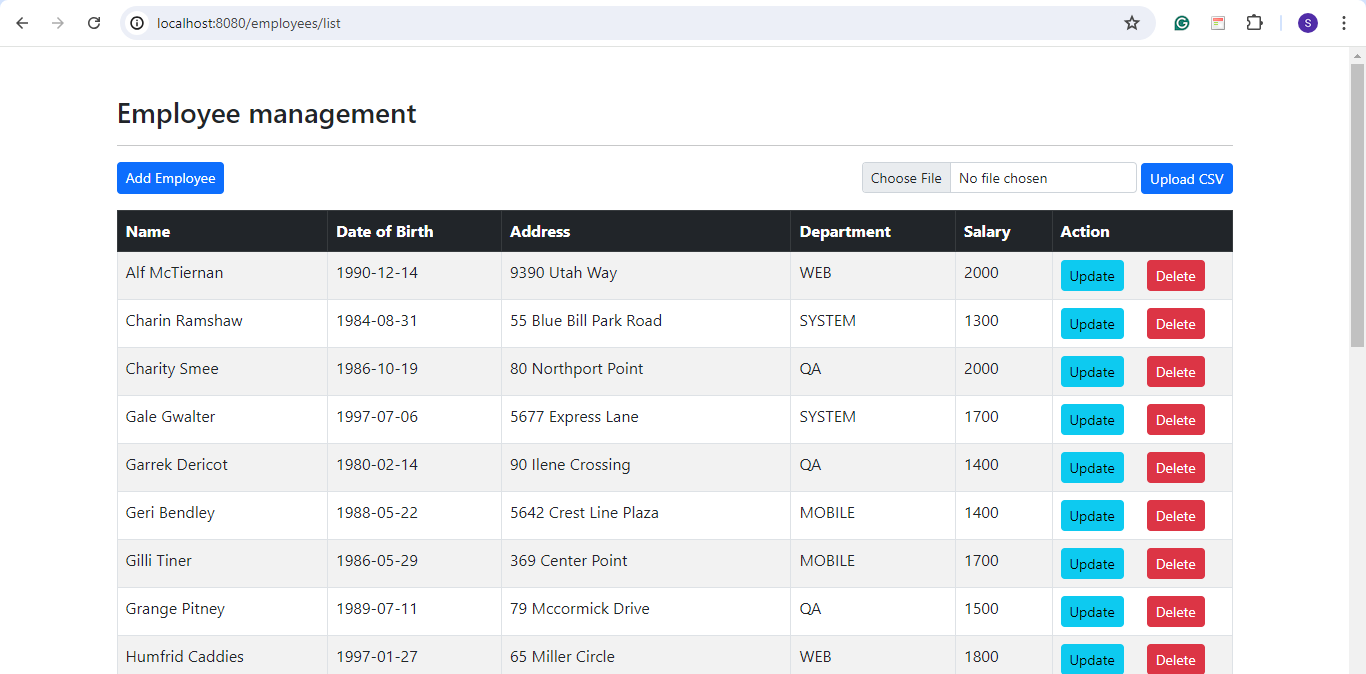 localhost:8080/employees/list
S
Employee management
Add Employee Choose File No file chosen Upload CSV
Name Date of Birth Address Department Salary Action
Alf McTiernan 1990-12-14 9390 Utah Way WEB 2000 Update Delete
Charin Ramshaw 1984-08-31 55 Blue Bill Park Road SYSTEM 1300 Update Delete
Charity Smee 1986-10-19 80 Northport Point QA 2000 Update Delete
Gale Gwalter 1997-07-06 5677 Express Lane SYSTEM 1700 Update Delete
Garrek Dericot 1980-02-14 90 Ilene Crossing QA 1400 Update Delete
Geri Bendley 1988-05-22 5642 Crest Line Plaza MOBILE 1400 Update Delete
Gilli Tiner 1986-05-29 369 Center Point MOBILE 1700 Update Delete
Grange Pitney 1989-07-11 79 Mccormick Drive QA 1500 Update Delete
Humfrid Caddies 1997-01-27 65 Miller Circle WEB 1800 Update Delete